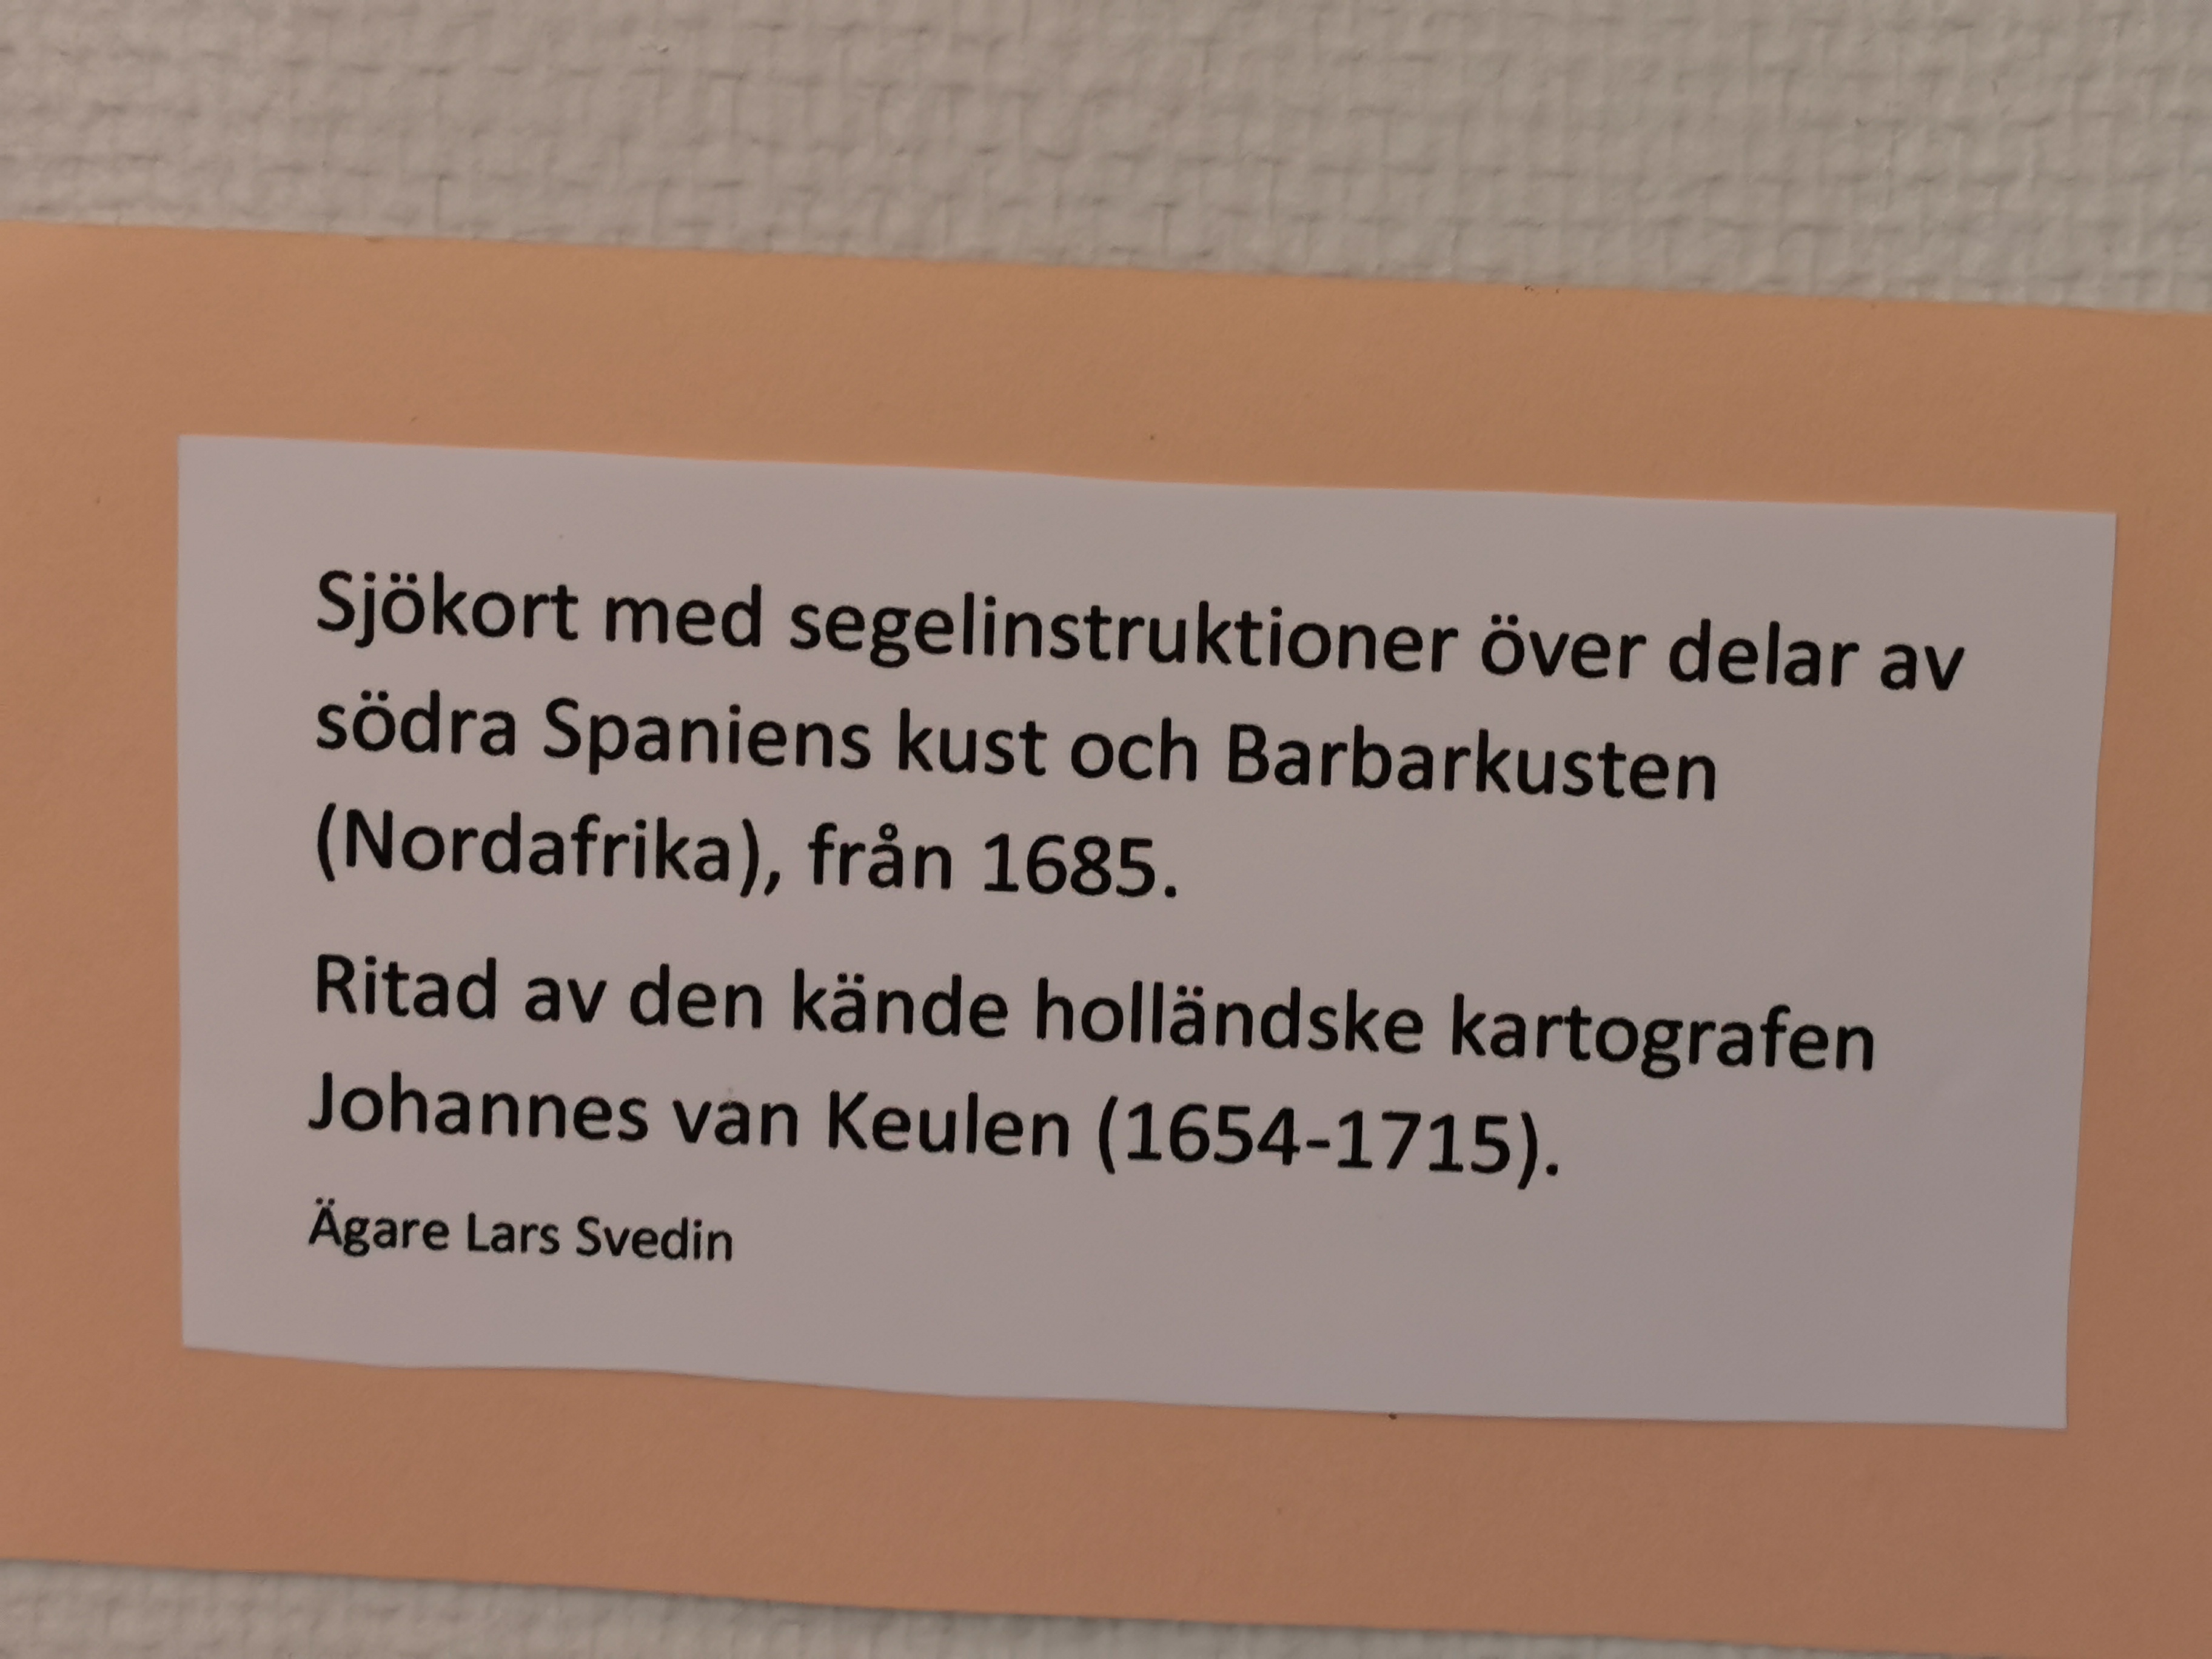 Sjökort med segelinstruktioner över delar av
södra Spaniens kust och Barbarkusten
(Nordafrika), från 1685.
Ritad av den kände holländske kartografen
Johannes van Keulen (1654-1715).
Ägare Lars Svedin